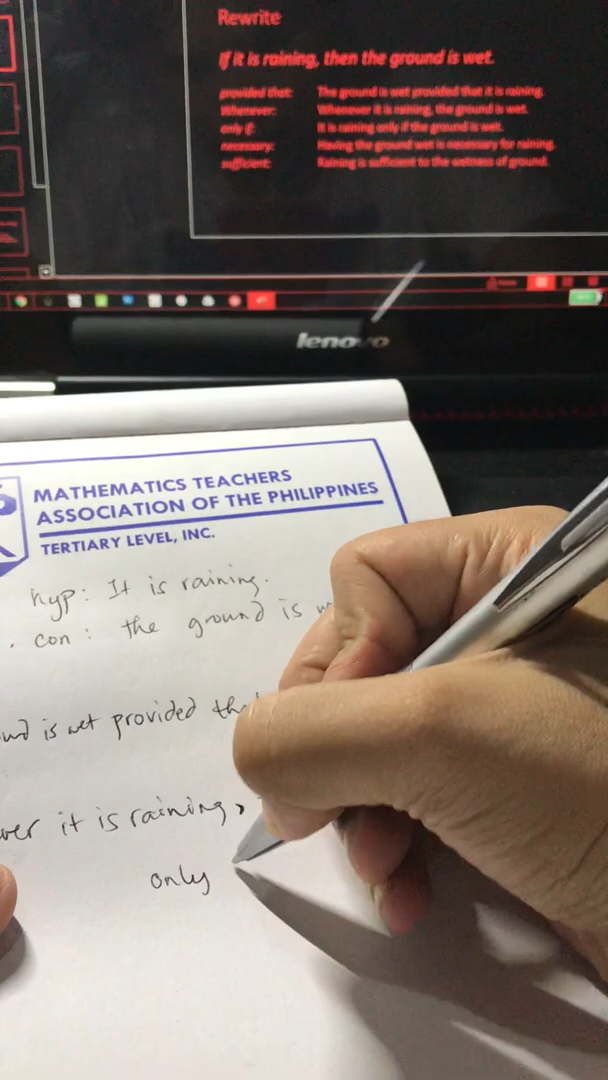 Rewrite
If it is raining, then the ground is wet.
provided that: The ground is wet provided that it is raining.
Whenever: Whenever it is raining, the ground is wet.
only if: It is raining only if the ground is wet.
necessary: Having the ground wet is necessary for raining.
sufficient: Raining is sufficient to the wetness of ground.
lenovo
MATHEMATICS TEACHERS
ASSOCIATION OF THE PHILIPPINES
TERTIARY LEVEL, INC.
hyp: It is raining.
con: the ground is
is wet provided
it is raining,
only